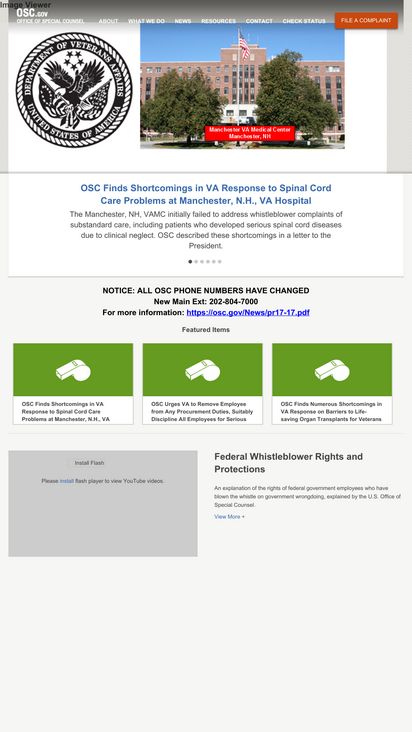 Image Viewer
OSC.GOV
OFFICE OF SPECIAL COUNSEL
ABOUT WHAT WE DO NEWS RESOURCES CONTACT CHECK STATUS FILE A COMPLAINT
DEPARTMENT OF VETERANS AFFAIRS
UNITED STATES OF AMERICA
Manchester VA Medical Center
Manchester, NH
OSC Finds Shortcomings in VA Response to Spinal Cord
Care Problems at Manchester, N.H., VA Hospital
The Manchester, NH, VAMC initially failed to address whistleblower complaints of
substandard care, including patients who developed serious spinal cord diseases
due to clinical neglect. OSC described these shortcomings in a letter to the
President.
NOTICE: ALL OSC PHONE NUMBERS HAVE CHANGED
New Main Ext: 202-804-7000
For more information: https://osc.gov/News/pr17-17.pdf
Featured Items
OSC Finds Shortcomings in VA
Response to Spinal Cord Care
Problems at Manchester, N.H., VA
OSC Urges VA to Remove Employee
from Any Procurement Duties, Suitably
Discipline All Employees for Serious
OSC Finds Numerous Shortcomings in
VA Response on Barriers to Life-
saving Organ Transplants for Veterans
Install Flash
Please install flash player to view YouTube videos.
Federal Whistleblower Rights and
Protections
An explanation of the rights of federal government employees who have
blown the whistle on government wrongdoing, explained by the U.S. Office of
Special Counsel.
View More +